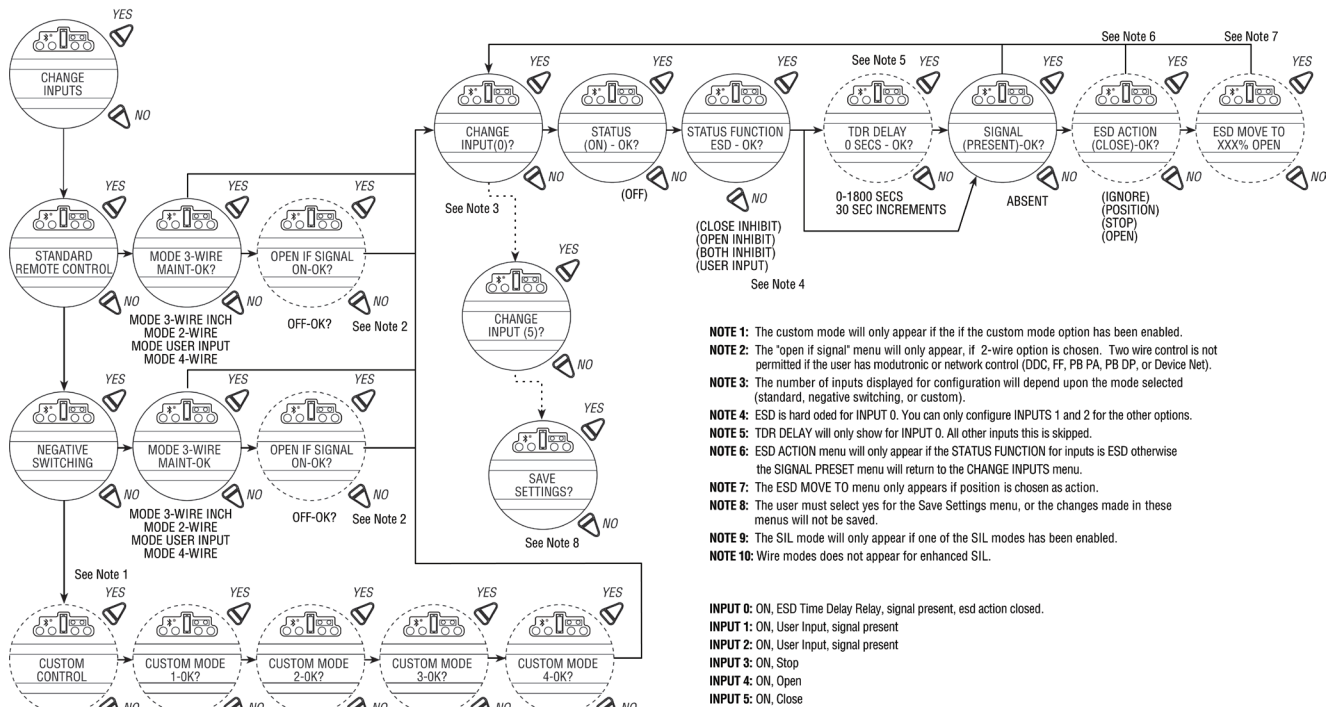 YES
CHANGE
INPUTS
NO
YES
STANDARD
REMOTE CONTROL
NO
YES
MODE 3-WIRE
MAINT-OK?
NO
MODE 3-WIRE INCH
MODE 2-WIRE
MODE USER INPUT
MODE 4-WIRE
YES
OPEN IF SIGNAL
ON-OK?
NO
OFF-OK?
See Note 2
YES
NEGATIVE
SWITCHING
NO
YES
MODE 3-WIRE
MAINT-OK
NO
MODE 3-WIRE INCH
MODE 2-WIRE
MODE USER INPUT
MODE 4-WIRE
YES
OPEN IF SIGNAL
ON-OK?
NO
OFF-OK?
See Note 2
See Note 1
YES
CUSTOM
CONTROL
NO
YES
CUSTOM MODE
1-OK?
NO
YES
CUSTOM MODE
2-OK?
NO
YES
CUSTOM MODE
3-OK?
NO
YES
CUSTOM MODE
4-OK?
NO
YES
CHANGE
INPUT(0)?
NO
See Note 3
YES
STATUS
(ON) - OK?
NO
(OFF)
YES
STATUS FUNCTION
ESD - OK?
NO
(CLOSE INHIBIT)
(OPEN INHIBIT)
(BOTH INHIBIT)
(USER INPUT)
See Note 4
See Note 5
YES
TDR DELAY
0 SECS - OK?
NO
0-1800 SECS
30 SEC INCREMENTS
YES
SIGNAL
(PRESENT)-OK?
NO
ABSENT
See Note 6
YES
ESD ACTION
(CLOSE)-OK?
NO
(IGNORE)
(POSITION)
(STOP)
(OPEN)
See Note 7
YES
ESD MOVE TO
XXX% OPEN
NO
YES
CHANGE
INPUT (5)?
NO
YES
SAVE
SETTINGS?
NO
See Note 8
NOTE 1: The custom mode will only appear if the if the custom mode option has been enabled.
NOTE 2: The "open if signal" menu will only appear, if 2-wire option is chosen. Two wire control is not
permitted if the user has modutronic or network control (DDC, FF, PB PA, PB DP, or Device Net).
NOTE 3: The number of inputs displayed for configuration will depend upon the mode selected
(standard, negative switching, or custom).
NOTE 4: ESD is hard oded for INPUT 0. You can only configure INPUTS 1 and 2 for the other options.
NOTE 5: TDR DELAY will only show for INPUT 0. All other inputs this is skipped.
NOTE 6: ESD ACTION menu will only appear if the STATUS FUNCTION for inputs is ESD otherwise
the SIGNAL PRESET menu will return to the CHANGE INPUTS menu.
NOTE 7: The ESD MOVE TO menu only appears if position is chosen as action.
NOTE 8: The user must select yes for the Save Settings menu, or the changes made in these
menus will not be saved.
NOTE 9: The SIL mode will only appear if one of the SIL modes has been enabled.
NOTE 10: Wire modes does not appear for enhanced SIL.
INPUT 0: ON, ESD Time Delay Relay, signal present, esd action closed.
INPUT 1: ON, User Input, signal present
INPUT 2: ON, User Input, signal present
INPUT 3: ON, Stop
INPUT 4: ON, Open
INPUT 5: ON, Close